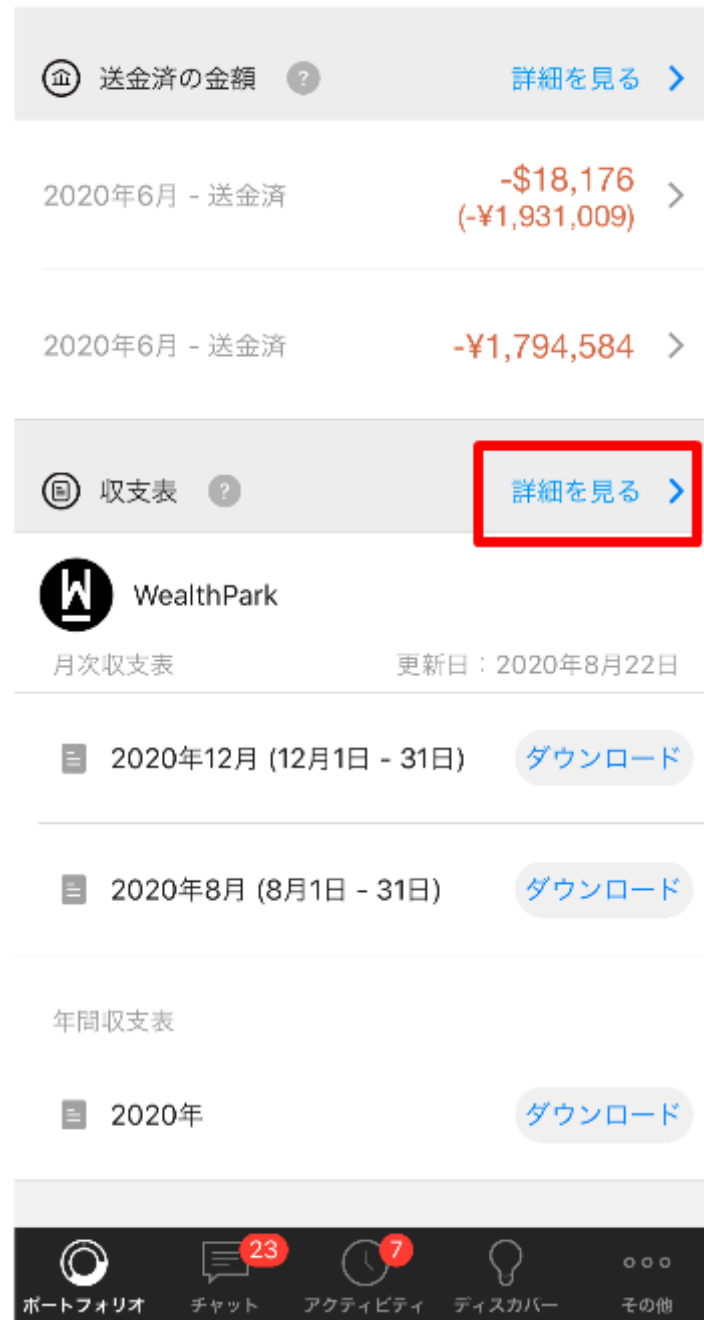 送金済の金額 ? 詳細を見る >
2020年6月 - 送金済 -$18,176
(-¥1,931,009) >
2020年6月 - 送金済 -¥1,794,584 >
収支表 ? 詳細を見る >
WealthPark
月次収支表 更新日：2020年8月22日
2020年12月 (12月1日 - 31日) ダウンロード
2020年8月 (8月1日 - 31日) ダウンロード
年間収支表
2020年 ダウンロード
23 7
ポートフォリオ チャット アクティビティ ディスカバー その他